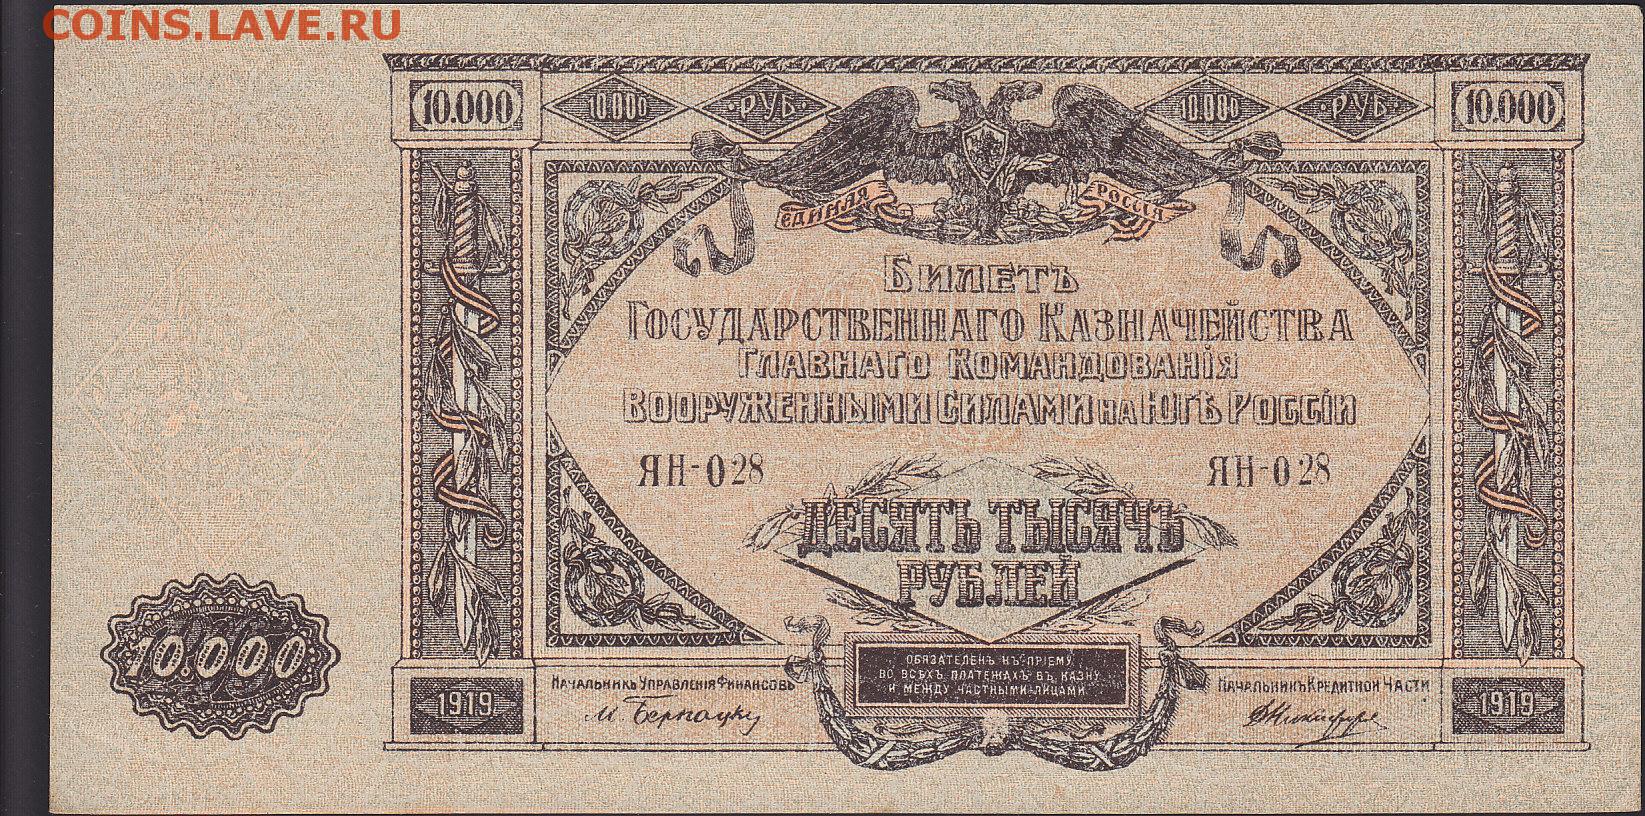 COINS.LAVE.RU
10.000 10.000 РУБ. 10.000 РУБ. 10.000
ЕДИНАЯ РОССІЯ
БИЛЕТЪ
ГОСУДАРСТВЕННАГО КАЗНАЧЕЙСТВА
ГЛАВНАГО КОМАНДОВАНІЯ
ВООРУЖЕННЫМИ СИЛАМИ НА ЮГѢ РОССІИ
ЯН-028 ЯН-028
ДЕСЯТЬ ТЫСЯЧЪ
РУБЛЕЙ
10.000
ОБЯЗАТЕЛЕНЪ КЪ ПРІЕМУ
ВО ВСѢХЪ ПЛАТЕЖАХЪ ВЪ КАЗНУ
И МЕЖДУ ЧАСТНЫМИ ЛИЦАМИ
1919 НАЧАЛЬНИКЪ УПРАВЛЕНІЯ ФИНАНСОВЪ НАЧАЛЬНИКЪ КРЕДИТНОЙ ЧАСТИ 1919
М. Бернацкій